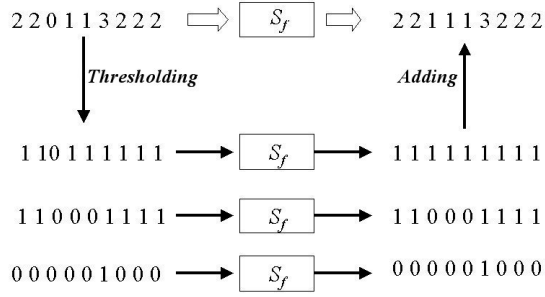 2 2 0 1 1 3 2 2 2 S_f 2 2 1 1 1 3 2 2 2
Thresholding Adding
1 10 1 1 1 1 1 1 S_f 1 1 1 1 1 1 1 1 1
1 1 0 0 0 1 1 1 1 S_f 1 1 0 0 0 1 1 1 1
0 0 0 0 0 1 0 0 0 S_f 0 0 0 0 0 1 0 0 0